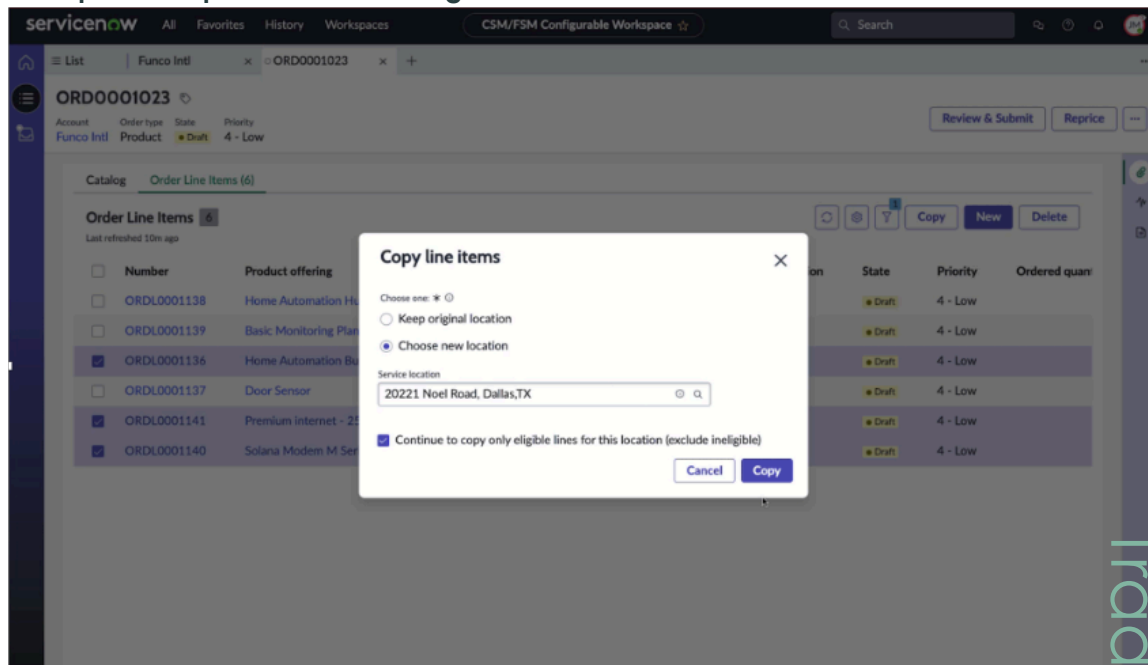 servicenow All Favorites History Workspaces CSM/FSM Configurable Workspace Search
List Funco Intl ORD0001023
ORD0001023
Account Order type State Priority
Funco Intl Product Draft 4 - Low
Review & Submit Reprice
Catalog Order Line Items (6)
Order Line Items 6
Last refreshed 10m ago
1
Copy New Delete
Number Product offering on State Priority Ordered quan
ORDL0001138 Home Automation Hu Draft 4 - Low
ORDL0001139 Basic Monitoring Plan Draft 4 - Low
ORDL0001136 Home Automation Bu Draft 4 - Low
ORDL0001137 Door Sensor Draft 4 - Low
ORDL0001141 Premium internet - 25 Draft 4 - Low
ORDL0001140 Solana Modem M Ser Draft 4 - Low
Copy line items
Choose one: *
Keep original location
Choose new location
Service location
20221 Noel Road, Dallas,TX
Continue to copy only eligible lines for this location (exclude ineligible)
Cancel Copy